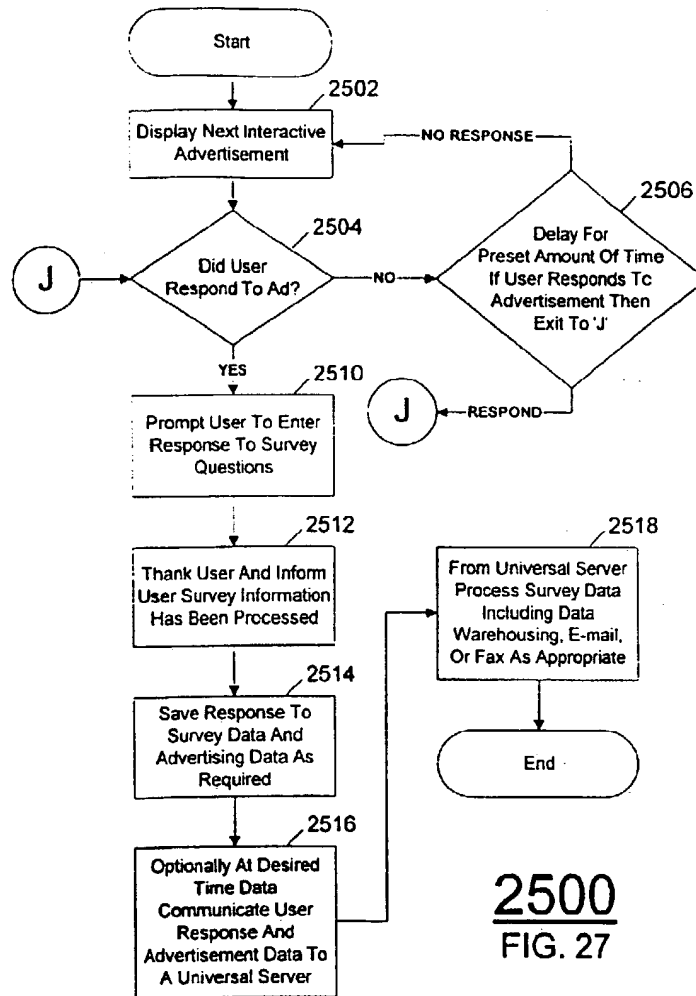 Start
2502
Display Next Interactive
Advertisement
NO RESPONSE
2506
Delay For
Preset Amount Of Time
If User Responds To
Advertisement Then
Exit To 'J'
2504
Did User
Respond To Ad?
J
NO
YES
J
RESPOND
2510
Prompt User To Enter
Response To Survey
Questions
2512
Thank User And Inform
User Survey Information
Has Been Processed
2514
Save Response To
Survey Data And
Advertising Data As
Required
2516
Optionally At Desired
Time Data
Communicate User
Response And
Advertisement Data To
A Universal Server
2518
From Universal Server
Process Survey Data
Including Data
Warehousing, E-mail,
Or Fax As Appropriate
End
2500
FIG. 27